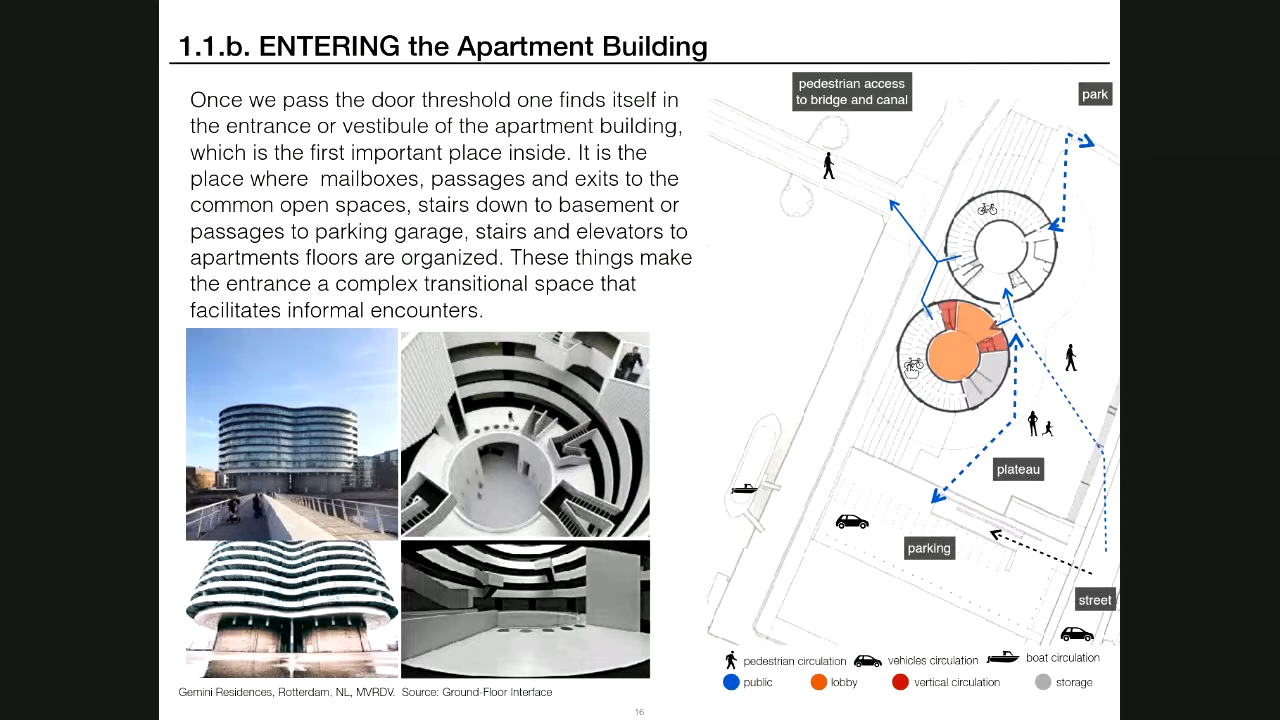 1.1.b. ENTERING the Apartment Building
Once we pass the door threshold one finds itself in
the entrance or vestibule of the apartment building,
which is the first important place inside. It is the
place where  mailboxes, passages and exits to the
common open spaces, stairs down to basement or
passages to parking garage, stairs and elevators to
apartments floors are organized. These things make
the entrance a complex transitional space that
facilitates informal encounters.
pedestrian access
to bridge and canal
park
plateau
parking
street
pedestrian circulation
vehicles circulation
boat circulation
public
lobby
vertical circulation
storage
Gemini Residences, Rotterdam, NL, MVRDV.  Source: Ground-Floor Interface
16